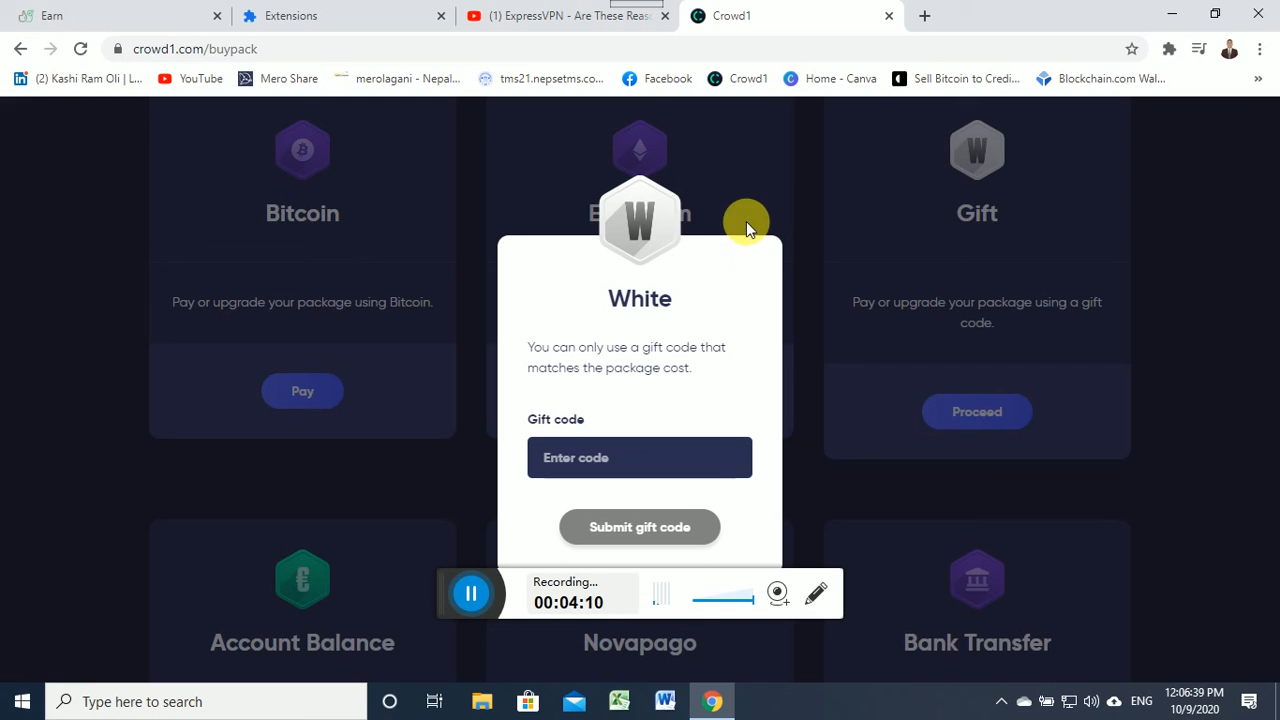 Earn
Extensions
(1) ExpressVPN - Are These Reas
Crowd1
crowd1.com/buypack
(2) Kashi Ram Oli | L...
YouTube
Mero Share
merolagani - Nepal...
tms21.nepsetms.co...
Facebook
Crowd1
Home - Canva
Sell Bitcoin to Credi...
Blockchain.com Wal...
»
W
Bitcoin
Gift
W
Pay or upgrade your package using Bitcoin.
Pay or upgrade your package using a gift
code.
Pay
Proceed
White
You can only use a gift code that
matches the package cost.
Gift code
Enter code
Submit gift code
Recording...
00:04:10
Account Balance
Novapago
Bank Transfer
Type here to search
ENG
12:06:39 PM
10/9/2020